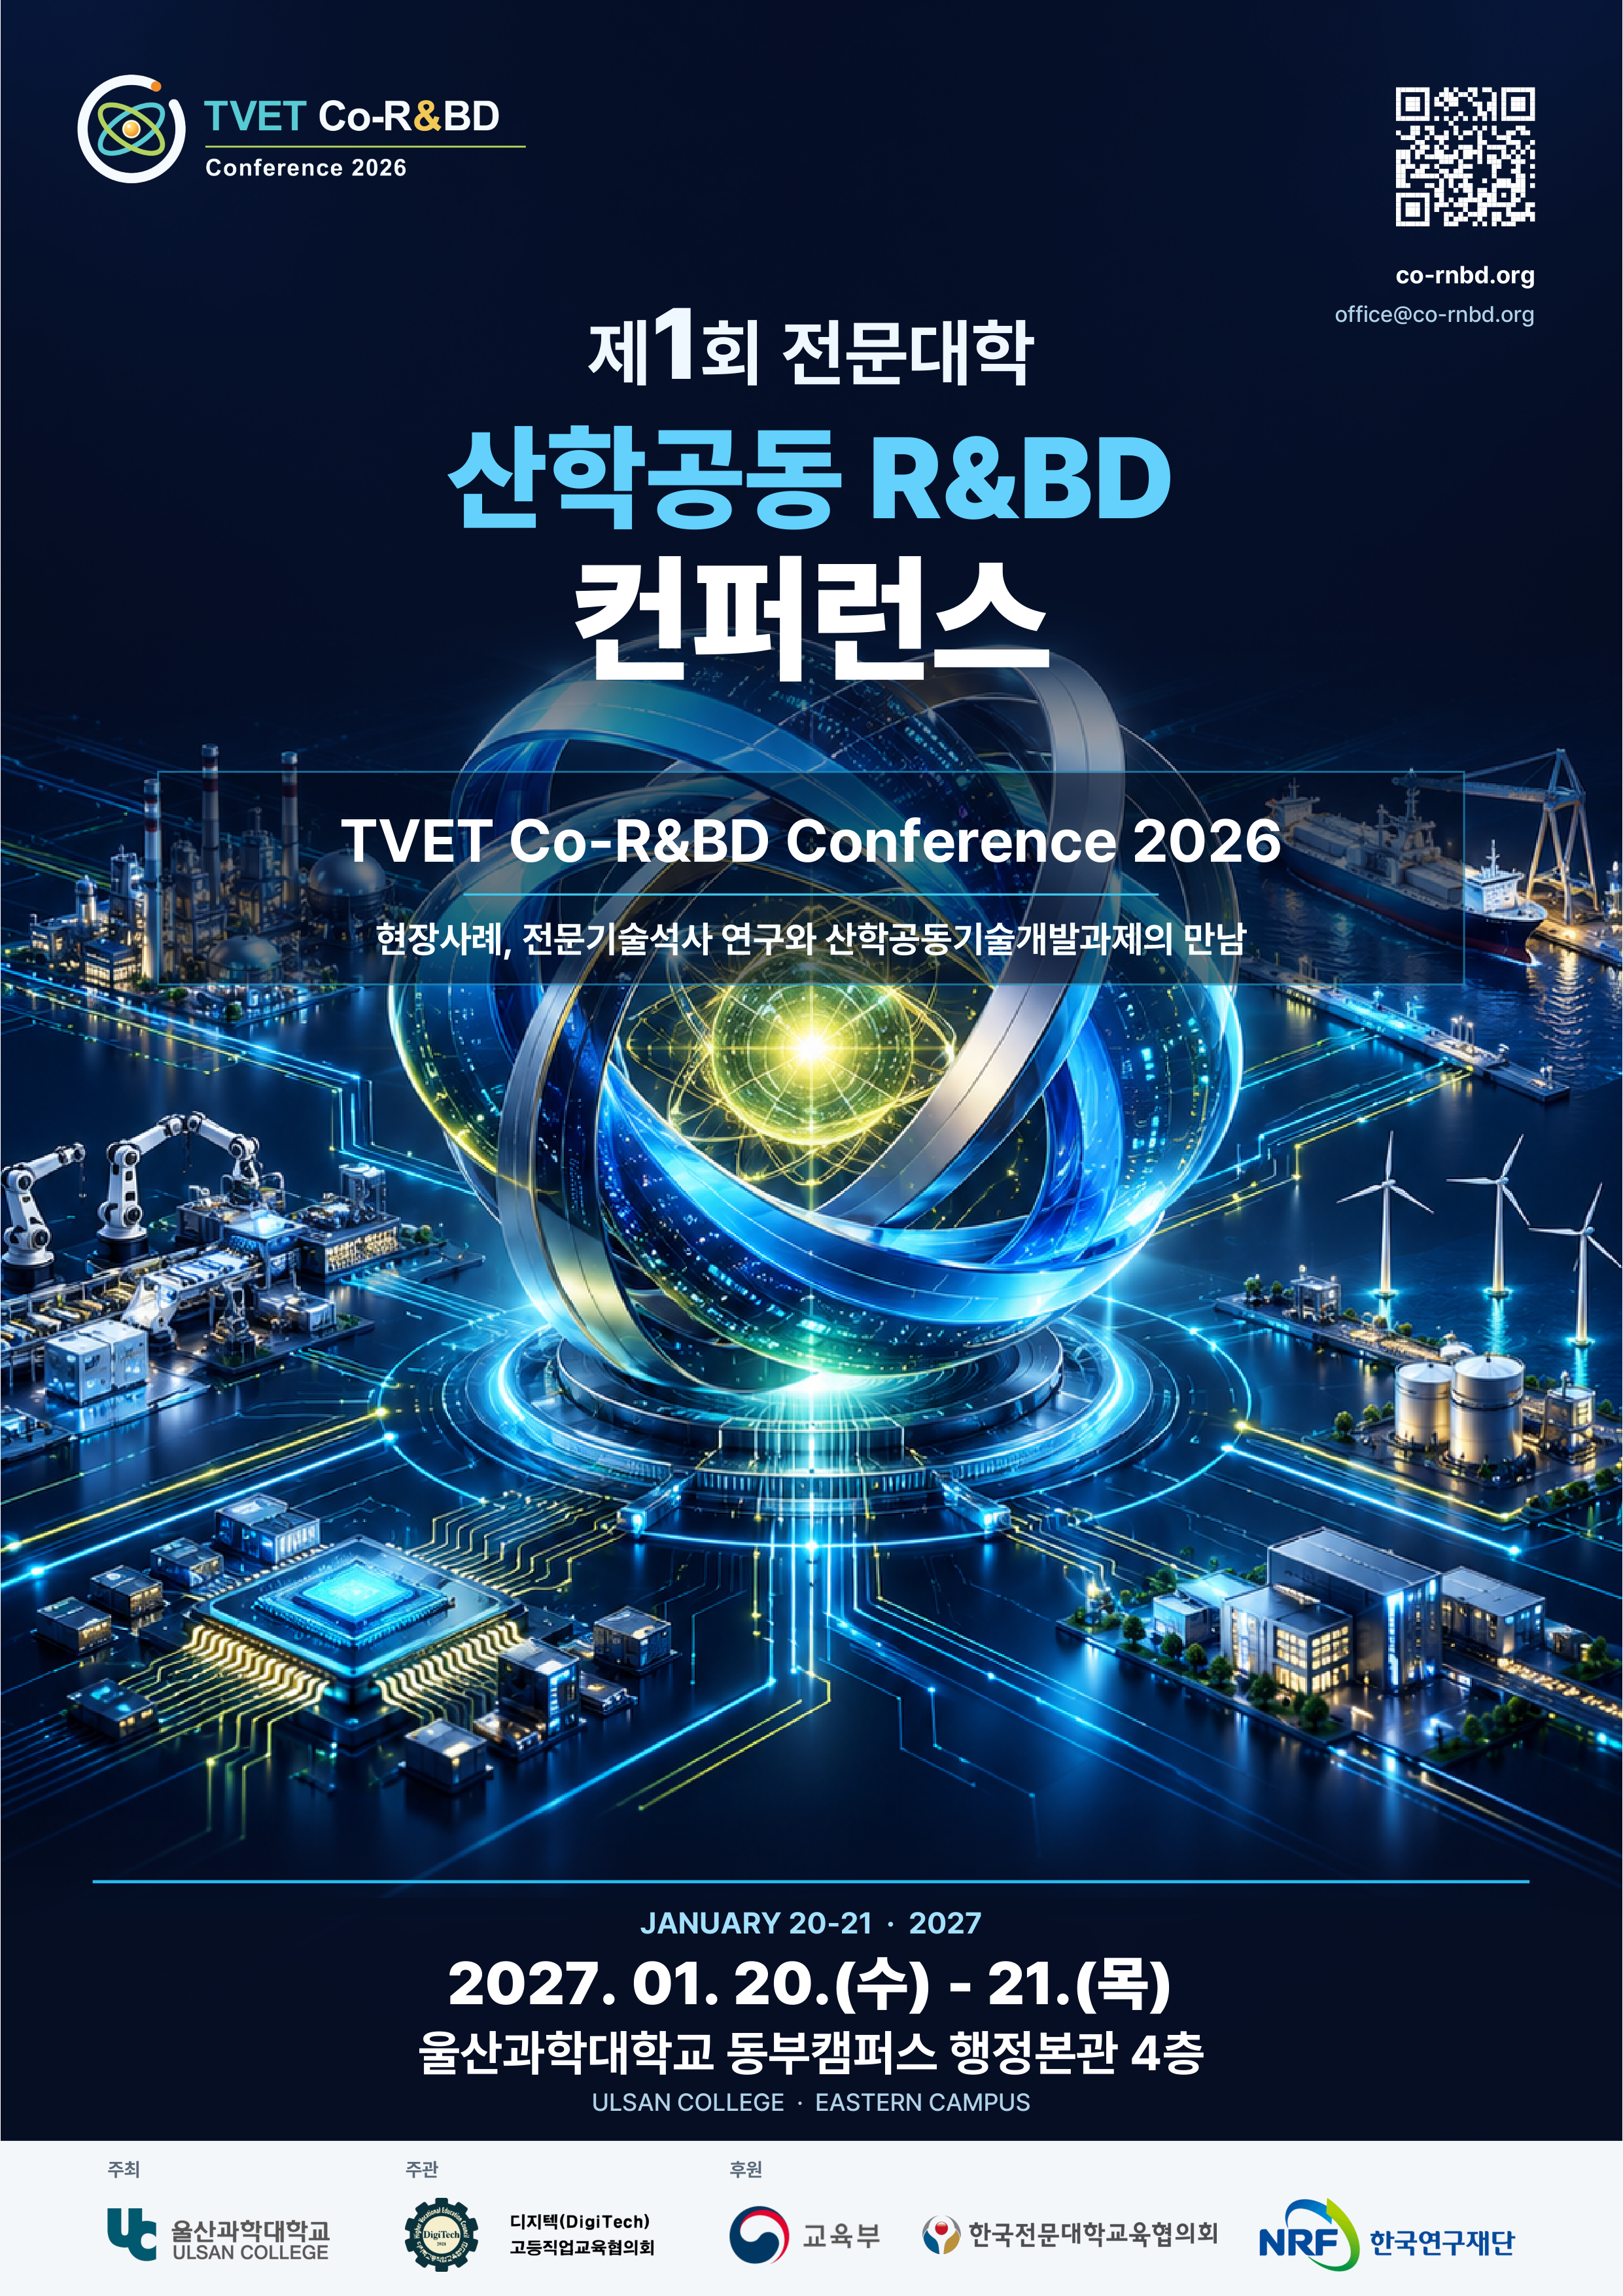 TVET Co-R&BD
Conference 2026
co-rnbd.org
office@co-rnbd.org
제1회 전문대학
산학공동 R&BD
컨퍼런스
TVET Co-R&BD Conference 2026
현장사례, 전문기술석사 연구와 산학공동기술개발과제의 만남
JANUARY 20-21 · 2027
2027. 01. 20.(수) - 21.(목)
울산과학대학교 동부캠퍼스 행정본관 4층
ULSAN COLLEGE · EASTERN CAMPUS
주최
주관
후원
UC 울산과학대학교
ULSAN COLLEGE
DigiTech
디지텍(DigiTech)
고등직업교육협의회
교육부
한국전문대학교육협의회
NRF 한국연구재단